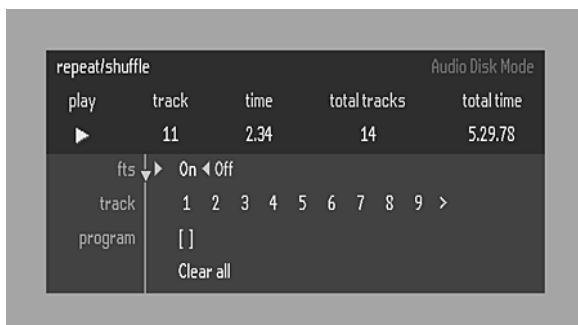 repeat/shuffle Audio Disk Mode
play track time total tracks total time
11 2.34 14 5.29.78
fts On Off
track 1 2 3 4 5 6 7 8 9 >
program [ ]
Clear all